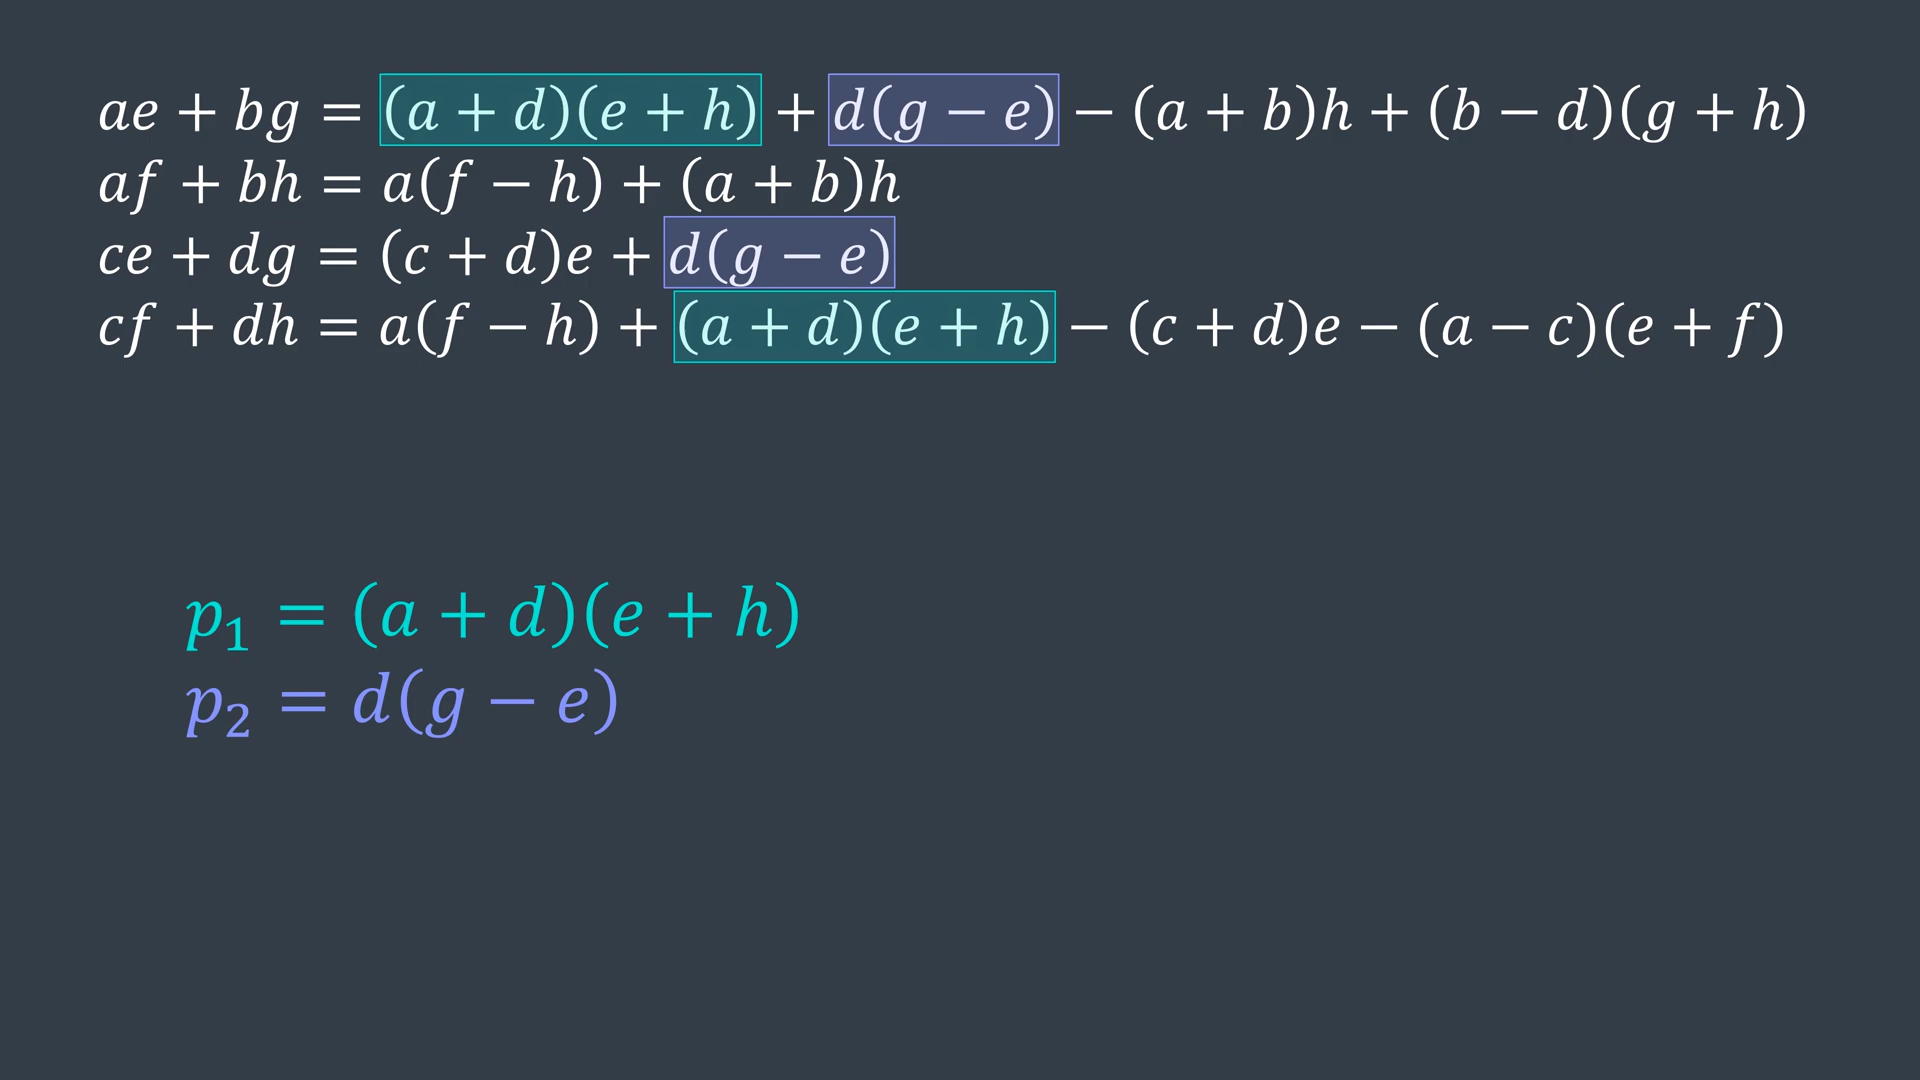 ae + bg = (a + d)(e + h) + d(g − e) − (a + b)h + (b − d)(g + h)
af + bh = a(f − h) + (a + b)h
ce + dg = (c + d)e + d(g − e)
cf + dh = a(f − h) + (a + d)(e + h) − (c + d)e − (a − c)(e + f)
p₁ = (a + d)(e + h)
p₂ = d(g − e)